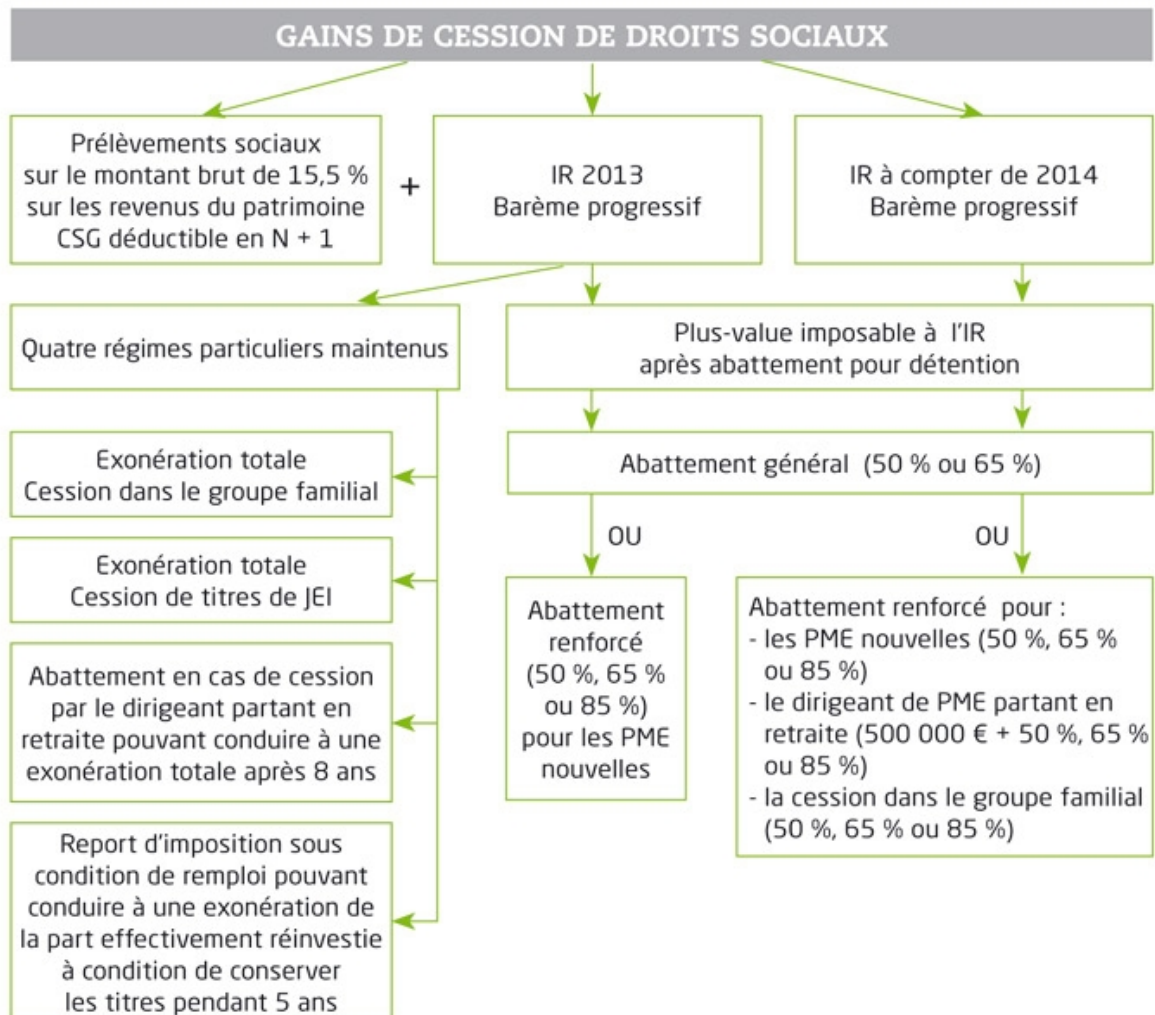 GAINS DE CESSION DE DROITS SOCIAUX
Prélèvements sociaux
sur le montant brut de 15,5 %
sur les revenus du patrimoine
CSG déductible en N + 1
+
IR 2013
Barème progressif
IR à compter de 2014
Barème progressif
Quatre régimes particuliers maintenus
Plus-value imposable à l'IR
après abattement pour détention
Exonération totale
Cession dans le groupe familial
Abattement général (50 % ou 65 %)
OU
OU
Exonération totale
Cession de titres de JEI
Abattement en cas de cession
par le dirigeant partant en
retraite pouvant conduire à une
exonération totale après 8 ans
Report d'imposition sous
condition de remploi pouvant
conduire à une exonération de
la part effectivement réinvestie
à condition de conserver
les titres pendant 5 ans
Abattement
renforcé
(50 %, 65 %
ou 85 %)
pour les PME
nouvelles
Abattement renforcé pour :
- les PME nouvelles (50 %, 65 %
ou 85 %)
- le dirigeant de PME partant en
retraite (500 000 € + 50 %, 65 %
ou 85 %)
- la cession dans le groupe familial
(50 %, 65 % ou 85 %)